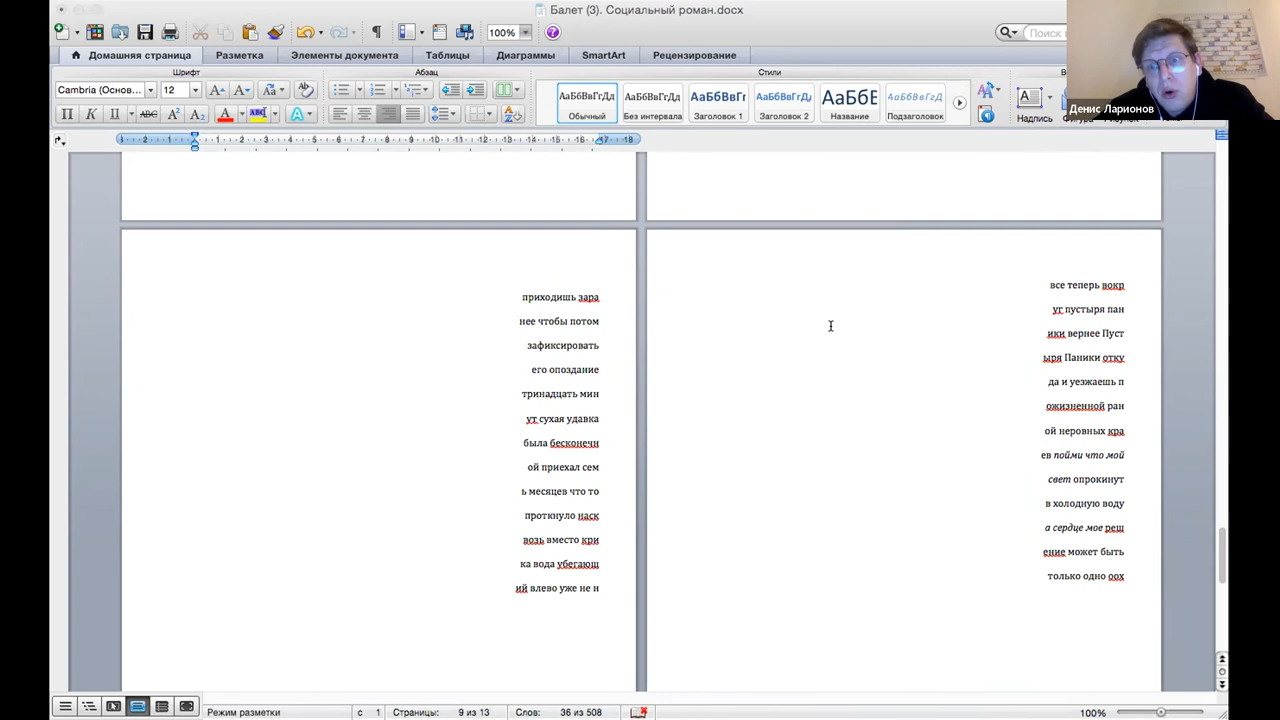 Балет (3). Социальный роман.docx
100%
Поиск
Домашняя страница
Разметка
Элементы документа
Таблицы
Диаграммы
SmartArt
Рецензирование
Шрифт
Абзац
Стили
Cambria (Основ...
12
АаБбВвГгДд
Обычный
АаБбВвГгДд
Без интервала
АаБбВвГг
Заголовок 1
АаБбВвГгДд
Заголовок 2
АаБбЕ
Название
АаБбВвГгД
Подзаголовок
Надпись
Денис Ларионов
приходишь зара
нее чтобы потом
зафиксировать
его опоздание
тринадцать мин
ут сухая удавка
была бесконечн
ой приехал сем
ь месяцев что то
проткнуло наск
возь вместо кри
ка вода убегающ
ий влево уже не н
все теперь вокр
уг пустыря пан
ики вернее Пуст
ыря Паники отку
да и уезжаешь п
ожизненной ран
ой неровных кра
ев пойми что мой
свет опрокинут
в холодную воду
а сердце мое реш
ение может быть
только одно оох
Режим разметки
с 1
Страницы: 9 из 13
Слов: 36 из 508
100%